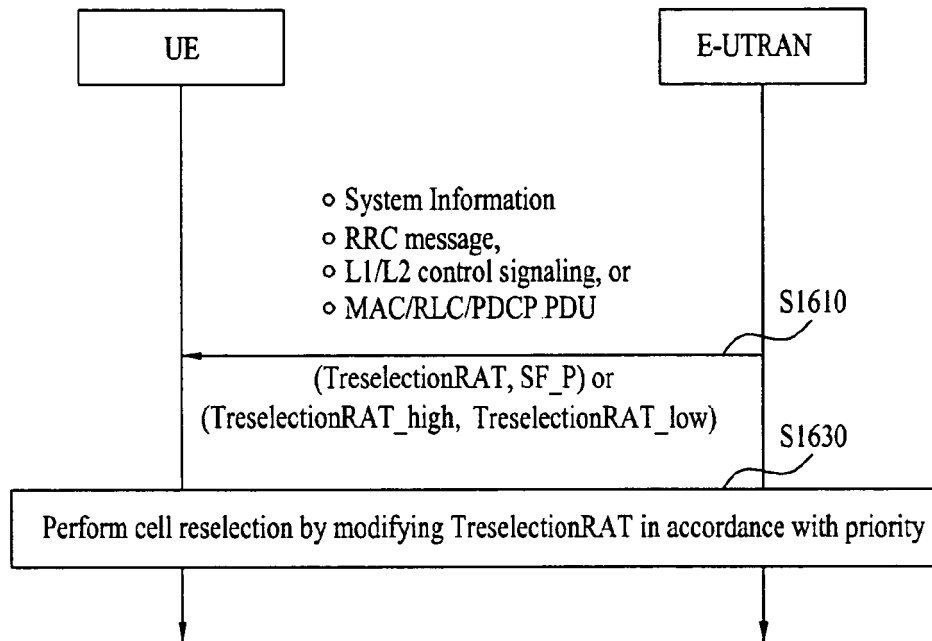 UE
E-UTRAN
○ System Information
○ RRC message,
○ L1/L2 control signaling, or
○ MAC/RLC/PDCP PDU
S1610
(TreselectionRAT, SF_P) or
(TreselectionRAT_high, TreselectionRAT_low)
S1630
Perform cell reselection by modifying TreselectionRAT in accordance with priority